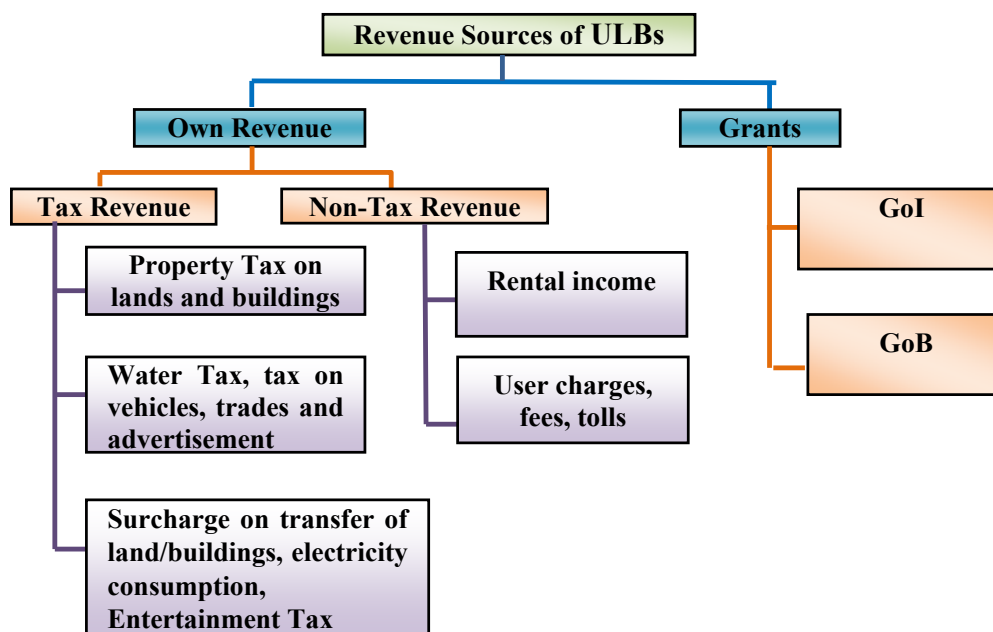 Revenue Sources of ULBs
Own Revenue
Grants
Tax Revenue
Non-Tax Revenue
GoI
Property Tax on
lands and buildings
Rental income
GoB
Water Tax, tax on
vehicles, trades and
advertisement
User charges,
fees, tolls
Surcharge on transfer of
land/buildings, electricity
consumption,
Entertainment Tax